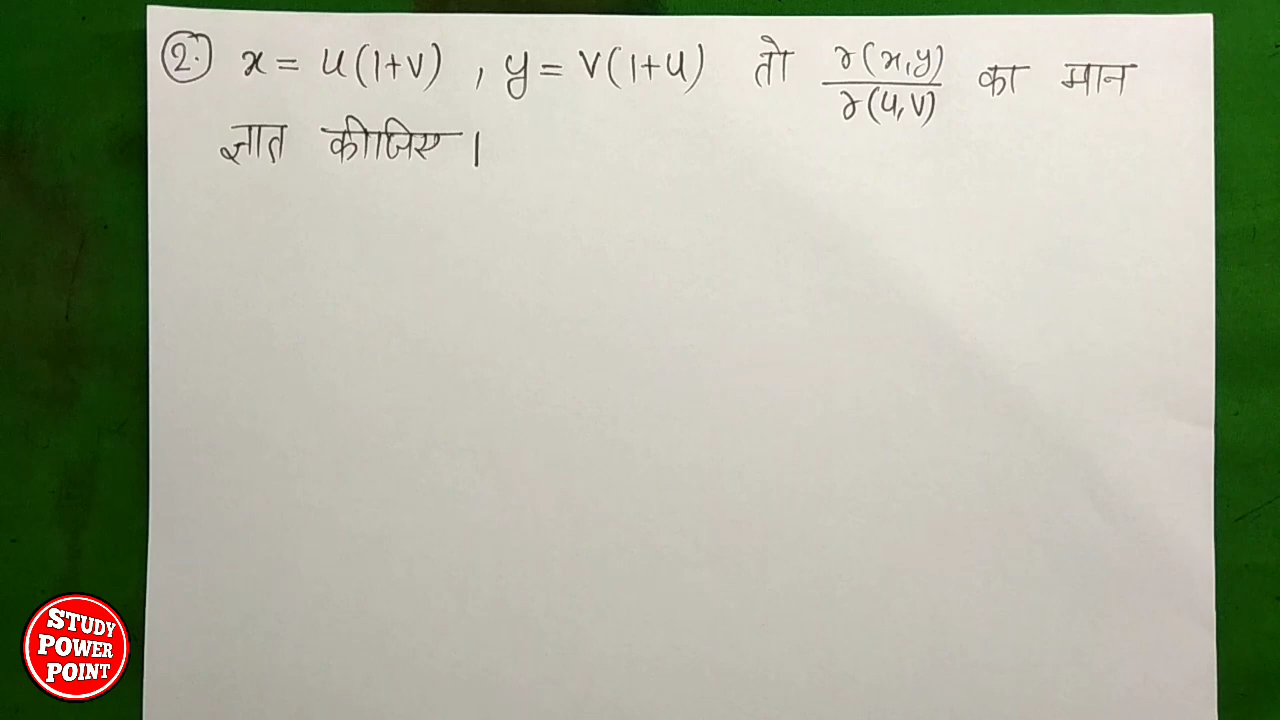 2. x = u(1+v) , y = v(1+u) तो ∂(x,y)/∂(u,v) का मान
ज्ञात कीजिए ।
STUDY
POWER
POINT